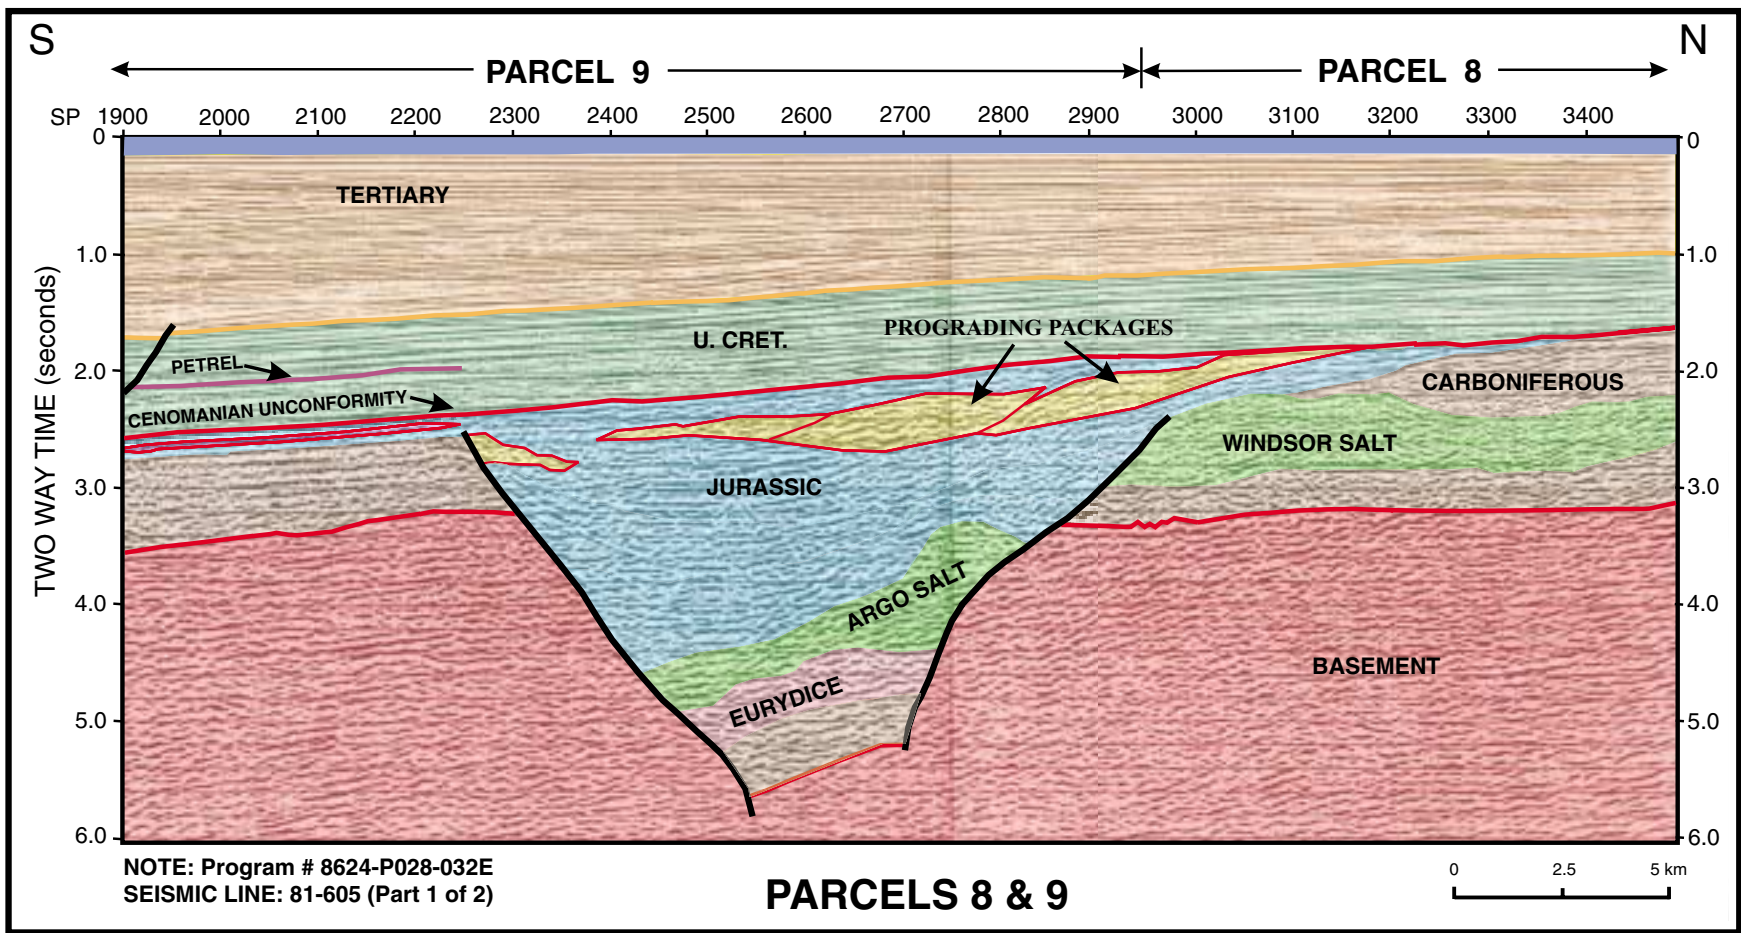 S
N
PARCEL 9
PARCEL 8
SP 1900 2000 2100 2200 2300 2400 2500 2600 2700 2800 2900 3000 3100 3200 3300 3400
0
0
TERTIARY
1.0
1.0
PROGRADING PACKAGES
U. CRET.
PETREL
2.0
2.0
CARBONIFEROUS
CENOMANIAN UNCONFORMITY
WINDSOR SALT
JURASSIC
3.0
3.0
TWO WAY TIME (seconds)
ARGO SALT
4.0
4.0
BASEMENT
EURYDICE
5.0
5.0
6.0
6.0
NOTE: Program # 8624-P028-032E
SEISMIC LINE: 81-605 (Part 1 of 2)
PARCELS 8 & 9
0 2.5 5 km